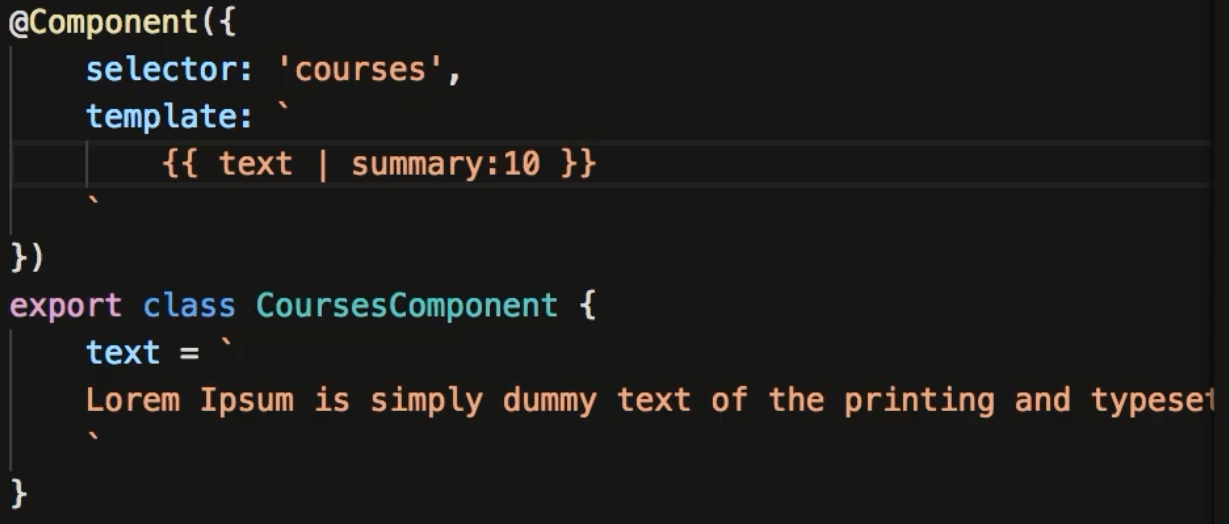 @Component({
    selector: 'courses',
    template: `
        {{ text | summary:10 }}
    `
})
export class CoursesComponent {
    text = `
    Lorem Ipsum is simply dummy text of the printing and typeset
    `
}